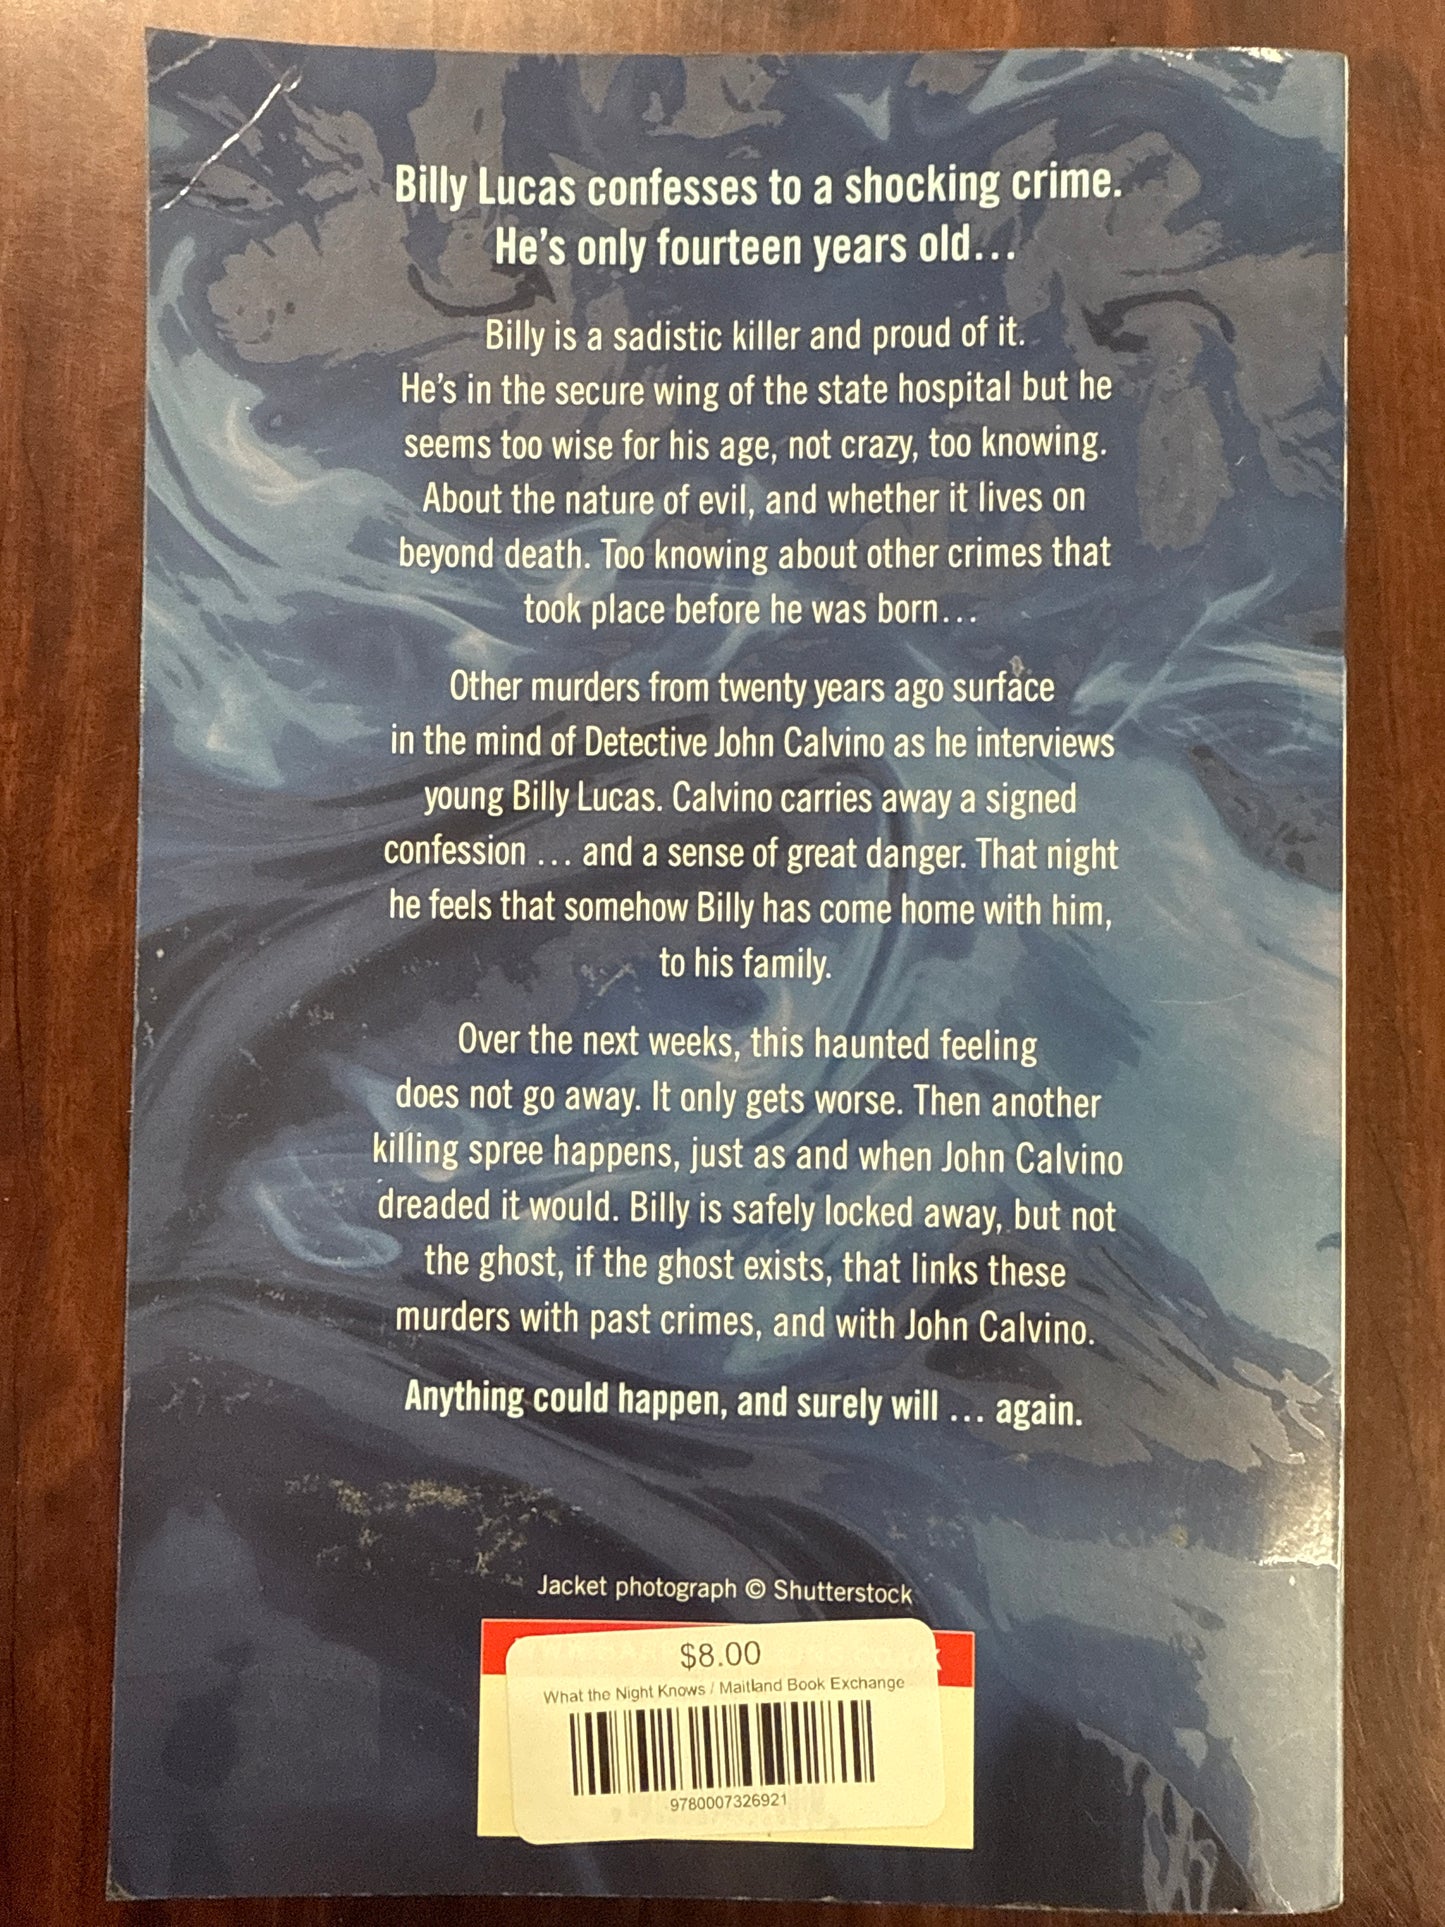 Billy Lucas confesses to a shocking crime.
He's only fourteen years old...
Billy is a sadistic killer and proud of it.
He's in the secure wing of the state hospital but he
seems too wise for his age, not crazy, too knowing.
About the nature of evil, and whether it lives on
beyond death. Too knowing about other crimes that
took place before he was born...
Other murders from twenty years ago surface
in the mind of Detective John Calvino as he interviews
young Billy Lucas. Calvino carries away a signed
confession ... and a sense of great danger. That night
he feels that somehow Billy has come home with him,
to his family.
Over the next weeks, this haunted feeling
does not go away. It only gets worse. Then another
killing spree happens, just as and when John Calvino
dreaded it would. Billy is safely locked away, but not
the ghost, if the ghost exists, that links these
murders with past crimes, and with John Calvino.
Anything could happen, and surely will ... again.
Jacket photograph © Shutterstock
$8.00
What the Night Knows / Maitland Book Exchange
9780007326921